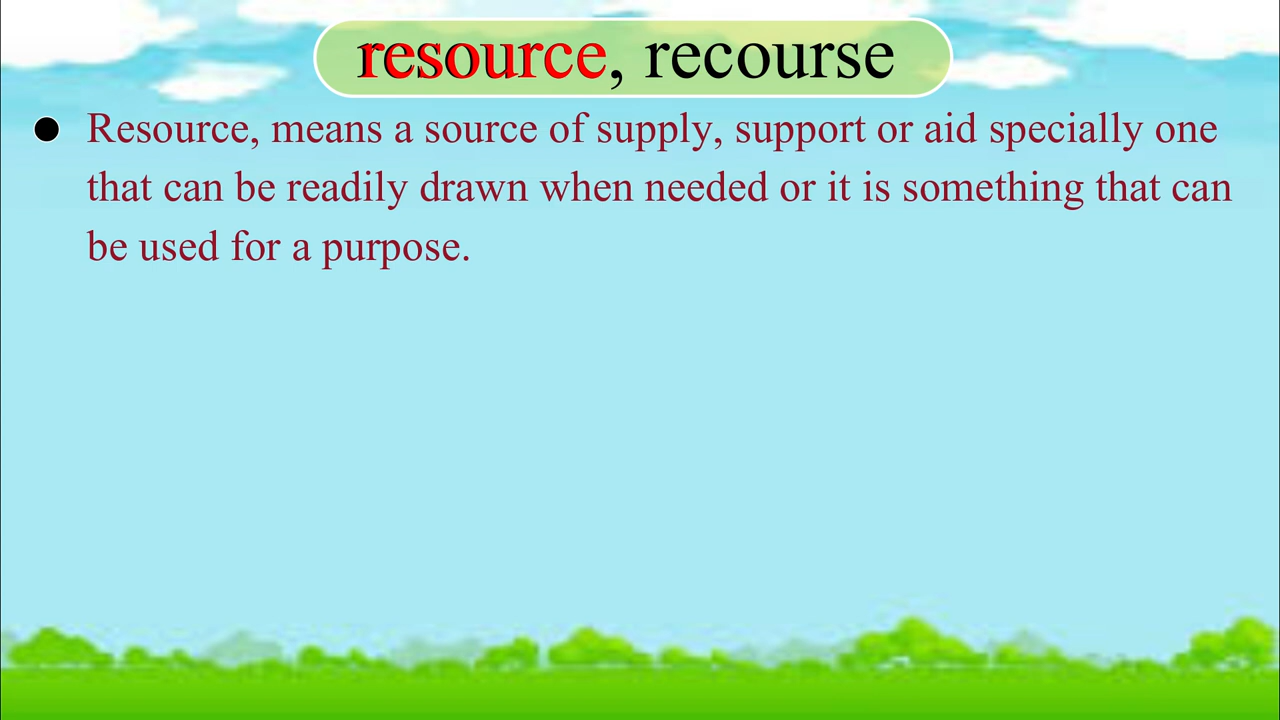 resource, recourse
● Resource, means a source of supply, support or aid specially one
that can be readily drawn when needed or it is something that can
be used for a purpose.